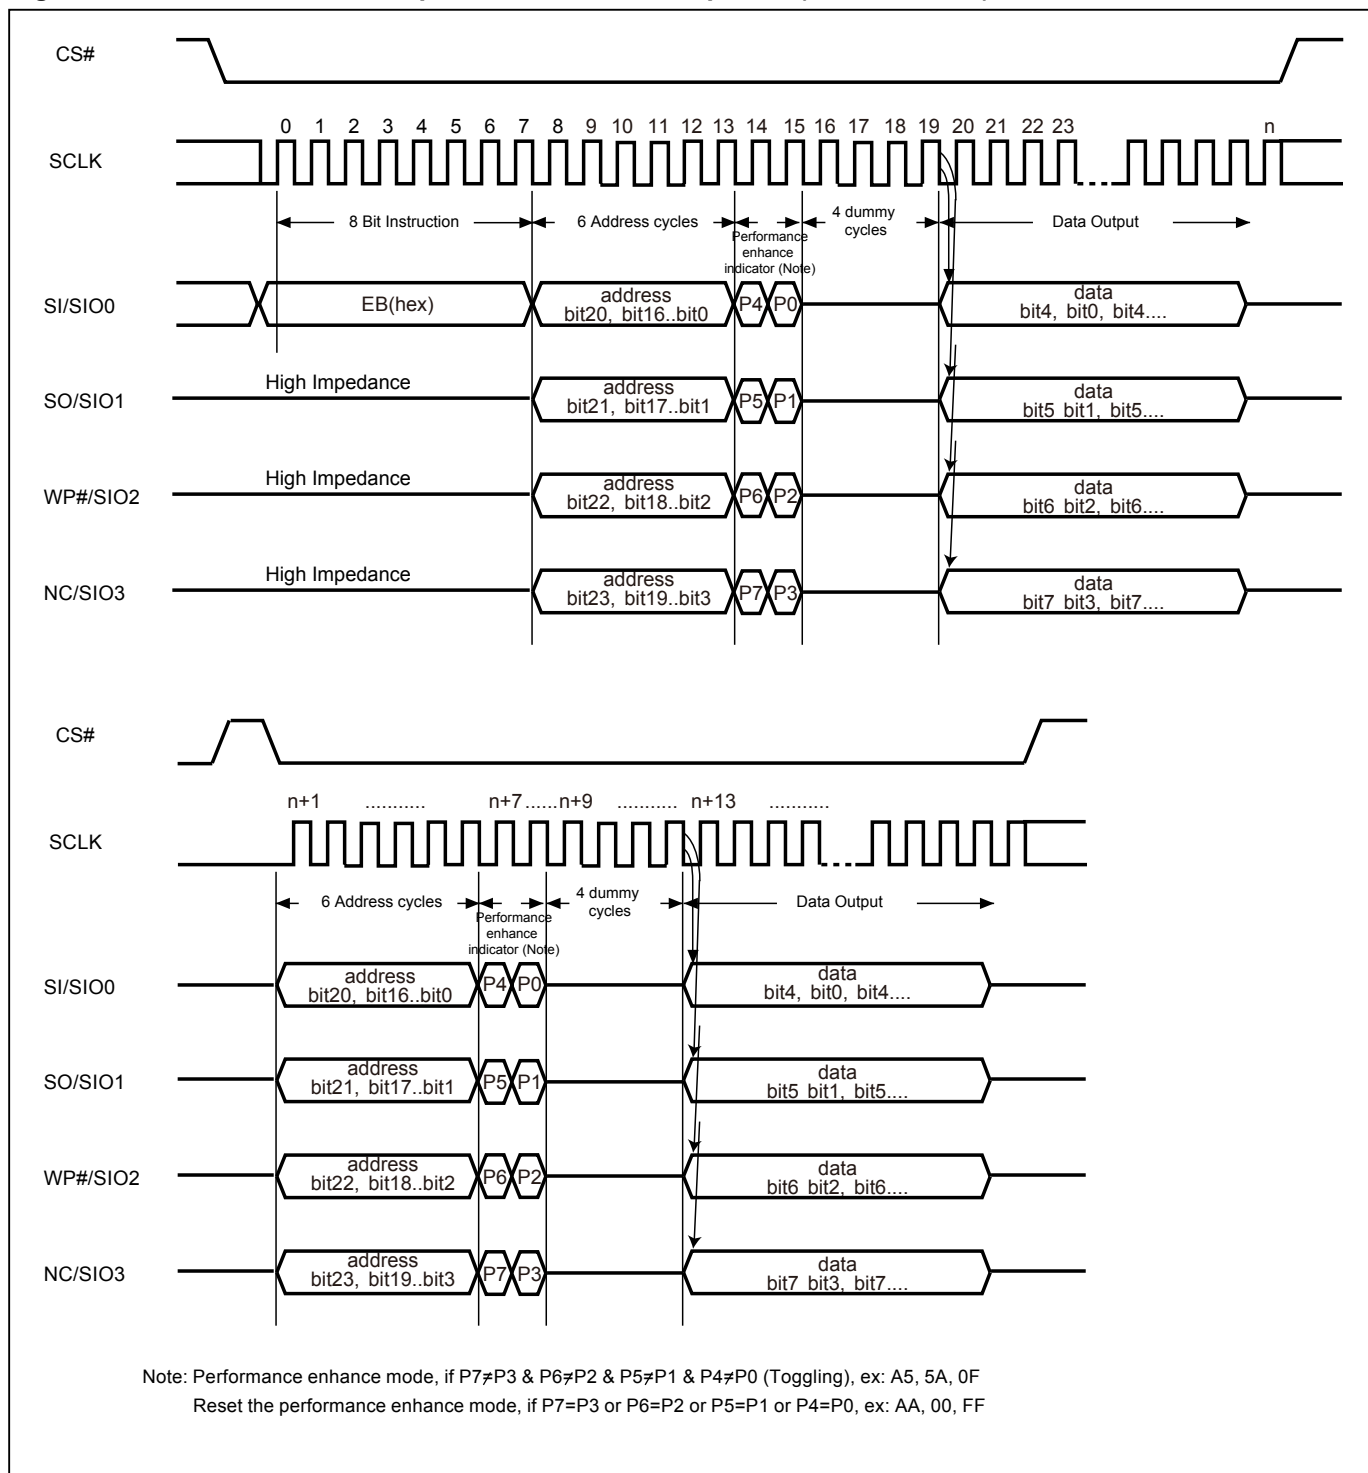 CS#
0 1 2 3 4 5 6 7 8 9 10 11 12 13 14 15 16 17 18 19 20 21 22 23 n
SCLK
8 Bit Instruction 6 Address cycles 4 dummy Data Output
cycles
Performance
enhance
indicator (Note)
SI/SIO0 EB(hex) address P4 P0 data
bit20, bit16..bit0 bit4, bit0, bit4....
High Impedance
SO/SIO1 address P5 P1 data
bit21, bit17..bit1 bit5 bit1, bit5....
High Impedance
WP#/SIO2 address P6 P2 data
bit22, bit18..bit2 bit6 bit2, bit6....
High Impedance
NC/SIO3 address P7 P3 data
bit23, bit19..bit3 bit7 bit3, bit7....
CS#
n+1 ........... n+7 ......n+9 ........... n+13 ...........
SCLK
6 Address cycles 4 dummy Data Output
cycles
Performance
enhance
indicator (Note)
SI/SIO0 address P4 P0 data
bit20, bit16..bit0 bit4, bit0, bit4....
SO/SIO1 address P5 P1 data
bit21, bit17..bit1 bit5 bit1, bit5....
WP#/SIO2 address P6 P2 data
bit22, bit18..bit2 bit6 bit2, bit6....
NC/SIO3 address P7 P3 data
bit23, bit19..bit3 bit7 bit3, bit7....
Note: Performance enhance mode, if P7≠P3 & P6≠P2 & P5≠P1 & P4≠P0 (Toggling), ex: A5, 5A, 0F
Reset the performance enhance mode, if P7=P3 or P6=P2 or P5=P1 or P4=P0, ex: AA, 00, FF